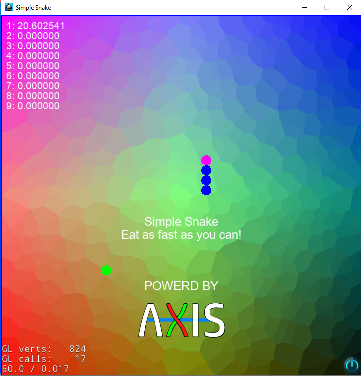 Simple Snake
1: 20.602541
2: 0.000000
3: 0.000000
4: 0.000000
5: 0.000000
6: 0.000000
7: 0.000000
8: 0.000000
9: 0.000000
Simple Snake
Eat as fast as you can!
POWERD BY
AXIS
GL verts: 824
GL calls: 17
60.0 / 0.017